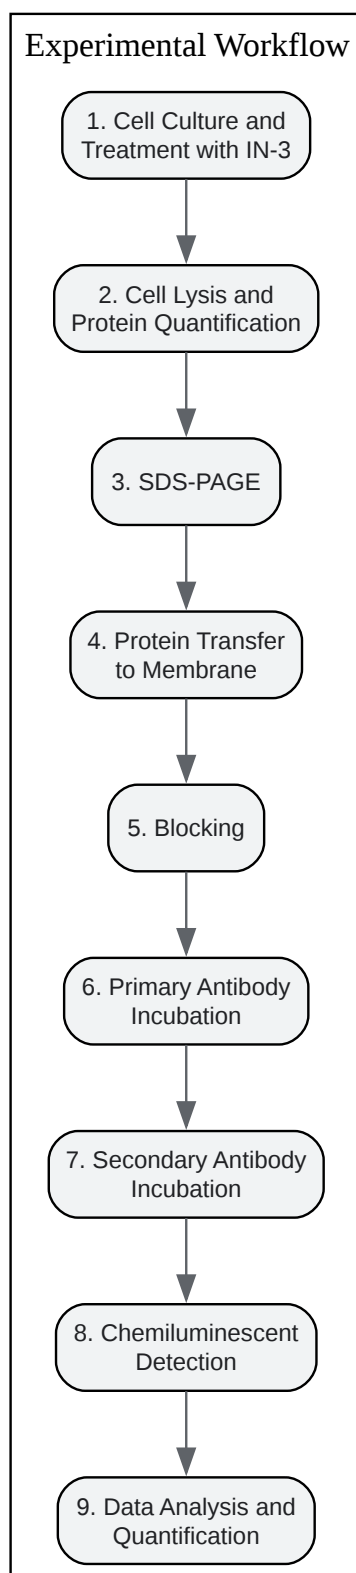 Experimental Workflow
1. Cell Culture and
Treatment with IN-3
2. Cell Lysis and
Protein Quantification
3. SDS-PAGE
4. Protein Transfer
to Membrane
5. Blocking
6. Primary Antibody
Incubation
7. Secondary Antibody
Incubation
8. Chemiluminescent
Detection
9. Data Analysis and
Quantification